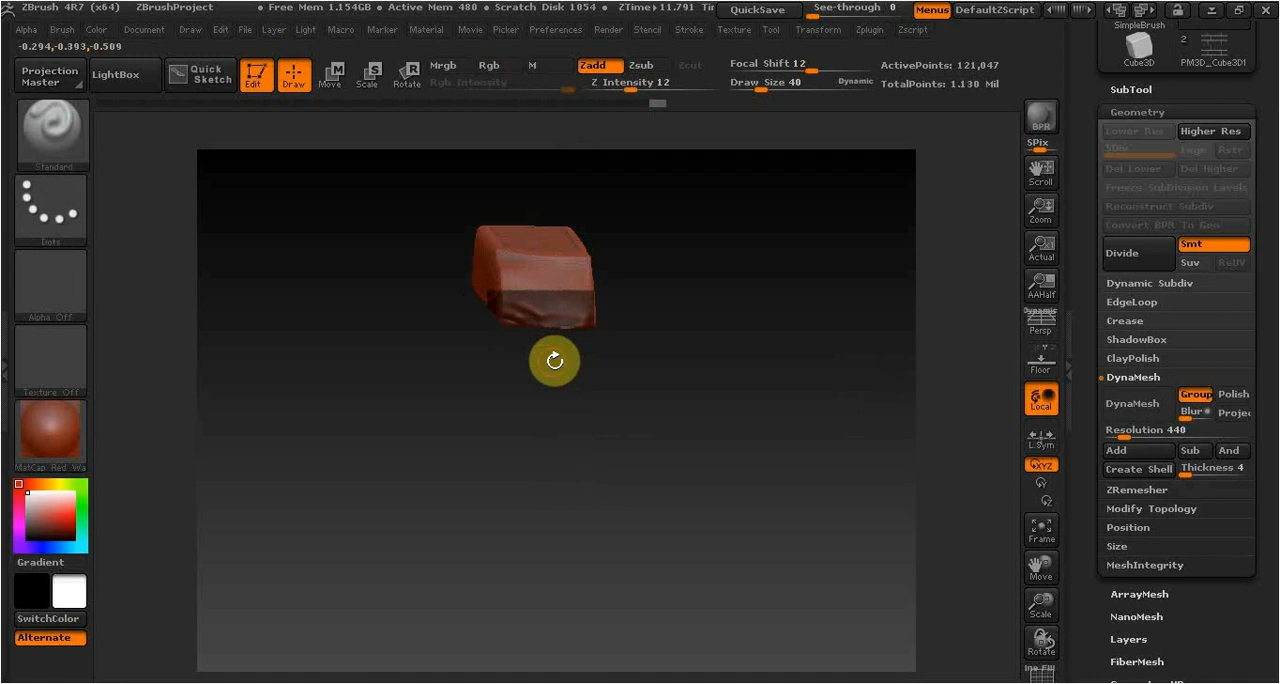 ZBrush 4R7 (x64) ZBrushProject • Free Mem 1.154GB • Active Mem 480 • Scratch Disk 1054 • ZTime▸11.791 QuickSave See-through 0 Menus DefaultZScript
Alpha Brush Color Document Draw Edit File Layer Light Macro Marker Material Movie Picker Preferences Render Stencil Stroke Texture Tool Transform Zplugin Zscript
-0.294,-0.393,-0.509
Projection Master
LightBox
Quick Sketch
Edit
Draw
Move
Scale
Rotate
Mrgb Rgb M
Rgb Intensity
Zadd Zsub Zcut
Z Intensity 12
Focal Shift 12
Draw Size 40 Dynamic
ActivePoints: 121,047
TotalPoints: 1.130 Mil
Standard
Dots
Alpha Off
Texture Off
MatCap Red Wa
Gradient
SwitchColor
Alternate
BPR
SPix
Scroll
Zoom
Actual
AAHalf
Dynamic
Persp
Floor
Local
L.Sym
XYZ
Frame
Move
Scale
Rotate
SimpleBrush
Cube3D
2
PM3D_Cube3D1
SubTool
Geometry
Lower Res Higher Res
SDiv Cage Rstr
Del Lower Del Higher
Freeze SubDivision Levels
Reconstruct Subdiv
Convert BPR To Geo
Divide
Smt
Suv ReUV
Dynamic Subdiv
EdgeLoop
Crease
ShadowBox
ClayPolish
DynaMesh
DynaMesh
Group Polish
Blur Projec
Resolution 440
Add Sub And
Create Shell Thickness 4
ZRemesher
Modify Topology
Position
Size
MeshIntegrity
ArrayMesh
NanoMesh
Layers
FiberMesh